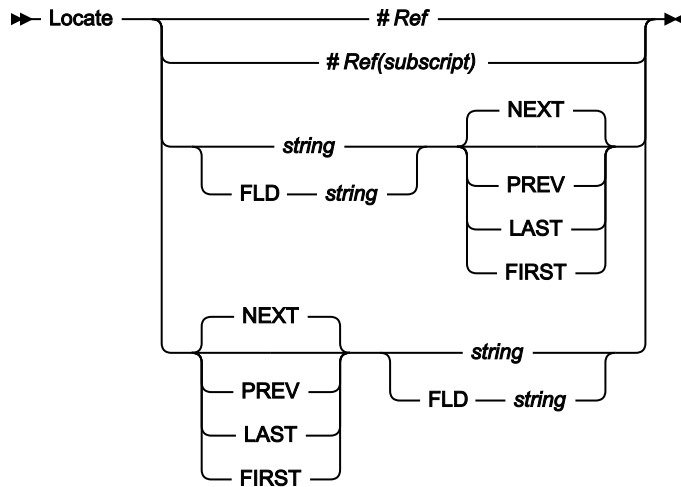 Locate # Ref
# Ref(subscript)
NEXT
string
FLD string PREV
LAST
FIRST
NEXT
string
PREV FLD string
LAST
FIRST